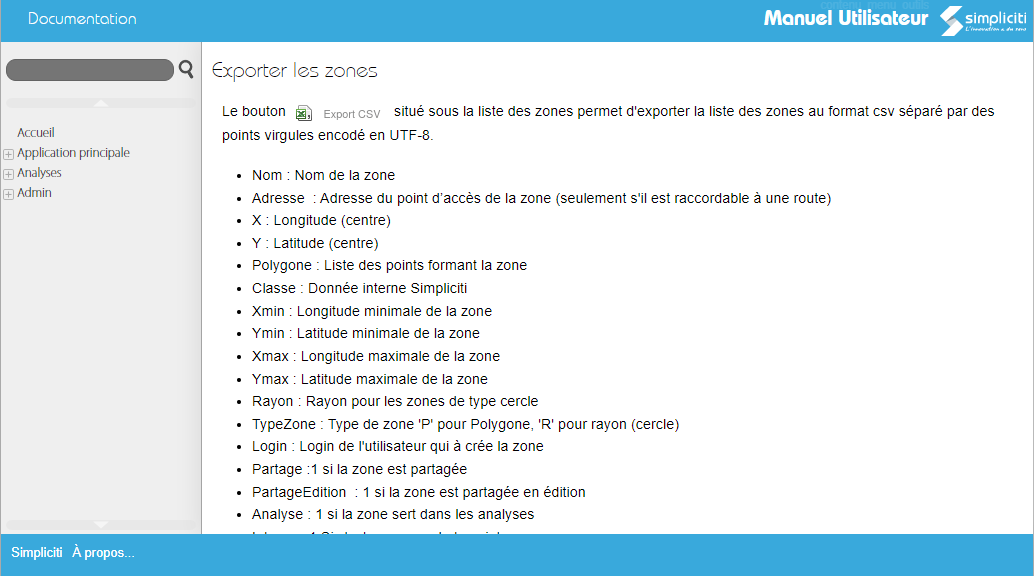 Documentation
contenu menu outils
Manuel Utilisateur
simpliciti
Exporter les zones
Le bouton Export CSV situé sous la liste des zones permet d'exporter la liste des zones au format csv séparé par des
points virgules encodé en UTF-8.
Accueil
Application principale
Analyses
Admin
• Nom : Nom de la zone
• Adresse : Adresse du point d’accès de la zone (seulement s'il est raccordable à une route)
• X : Longitude (centre)
• Y : Latitude (centre)
• Polygone : Liste des points formant la zone
• Classe : Donnée interne Simpliciti
• Xmin : Longitude minimale de la zone
• Ymin : Latitude minimale de la zone
• Xmax : Longitude maximale de la zone
• Ymax : Latitude maximale de la zone
• Rayon : Rayon pour les zones de type cercle
• TypeZone : Type de zone 'P' pour Polygone, 'R' pour rayon (cercle)
• Login : Login de l'utilisateur qui à crée la zone
• Partage :1 si la zone est partagée
• PartageEdition : 1 si la zone est partagée en édition
• Analyse : 1 si la zone sert dans les analyses
Simpliciti À propos...